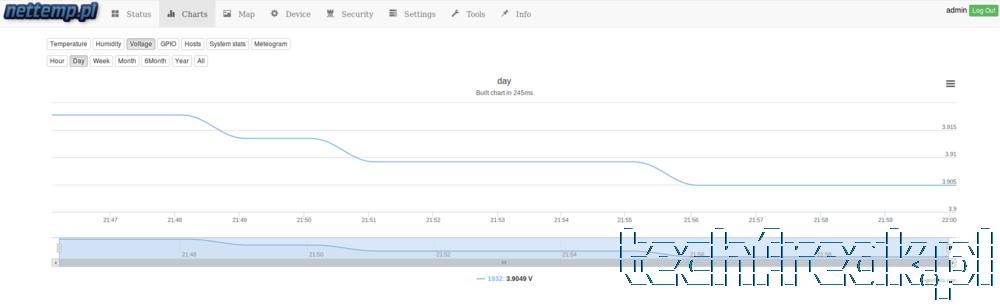 nettemp.pl
Status Charts Map Device Security Settings Tools Info
admin Log Out
Temperature Humidity Voltage GPIO Hosts System stats Meteogram
Hour Day Week Month 6Month Year All
day
Built chart in 245ms
3.915
3.91
3.905
3.9
21:47 21:48 21:49 21:50 21:51 21:52 21:53 21:54 21:55 21:56 21:57 21:58 21:59 22:00
21:48 21:50 21:52 21:54
1932: 3.9049 V